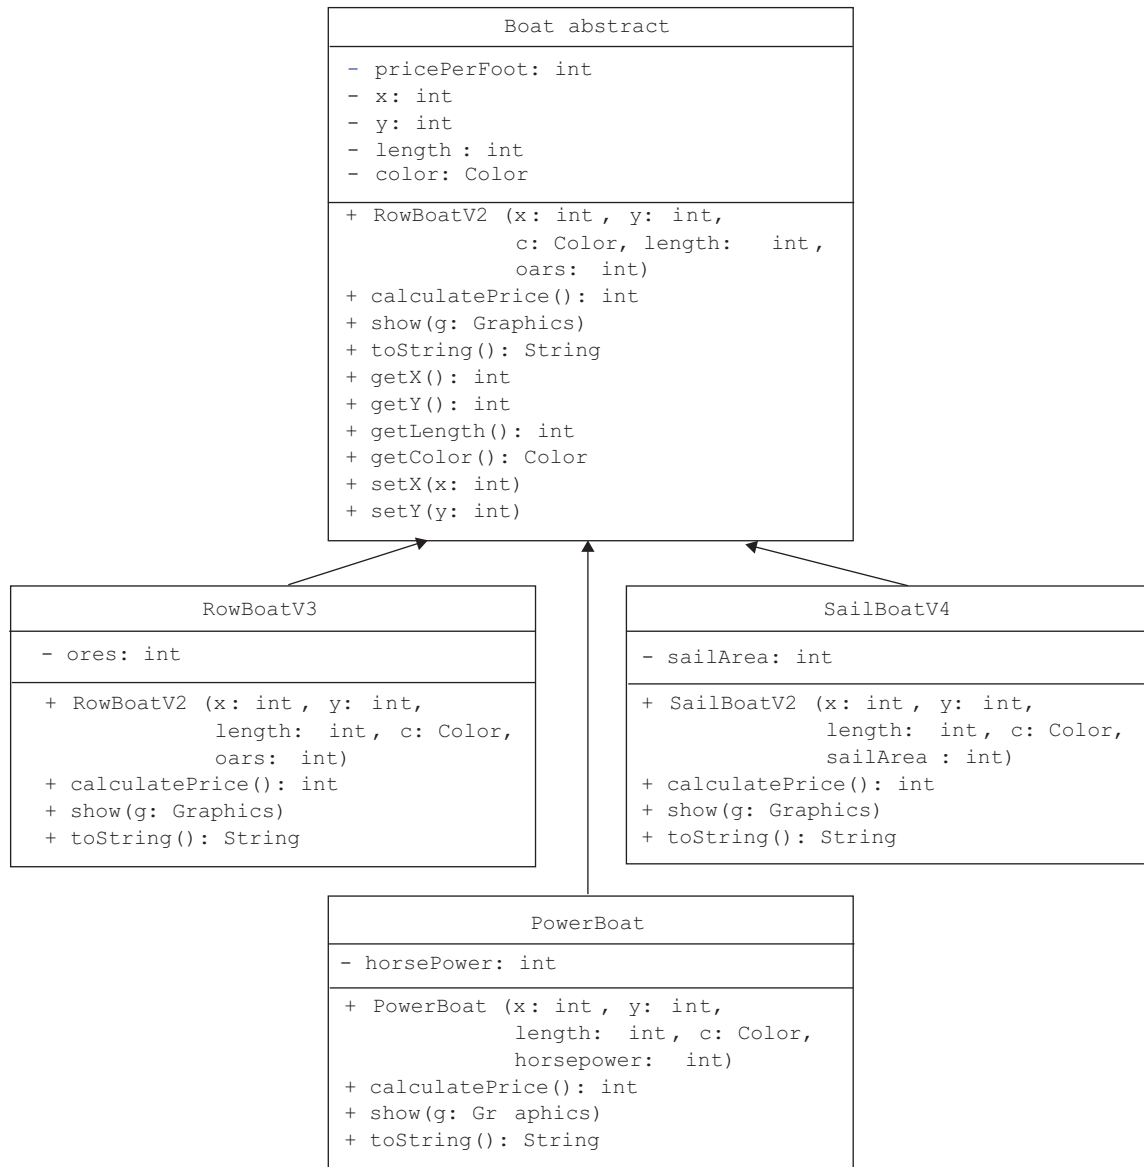 Boat abstract
- pricePerFoot: int
- x: int
- y: int
- length : int
- color: Color
+ RowBoatV2 (x: int , y: int,
c: Color, length: int ,
oars: int)
+ calculatePrice(): int
+ show(g: Graphics)
+ toString(): String
+ getX(): int
+ getY(): int
+ getLength(): int
+ getColor(): Color
+ setX(x: int)
+ setY(y: int)
RowBoatV3
- ores: int
+ RowBoatV2 (x: int , y: int,
length: int , c: Color,
oars: int)
+ calculatePrice(): int
+ show(g: Graphics)
+ toString(): String
SailBoatV4
- sailArea: int
+ SailBoatV2 (x: int , y: int,
length: int , c: Color,
sailArea : int)
+ calculatePrice(): int
+ show(g: Graphics)
+ toString(): String
PowerBoat
- horsePower: int
+ PowerBoat (x: int , y: int,
length: int , c: Color,
horsepower: int)
+ calculatePrice(): int
+ show(g: Gr aphics)
+ toString(): String